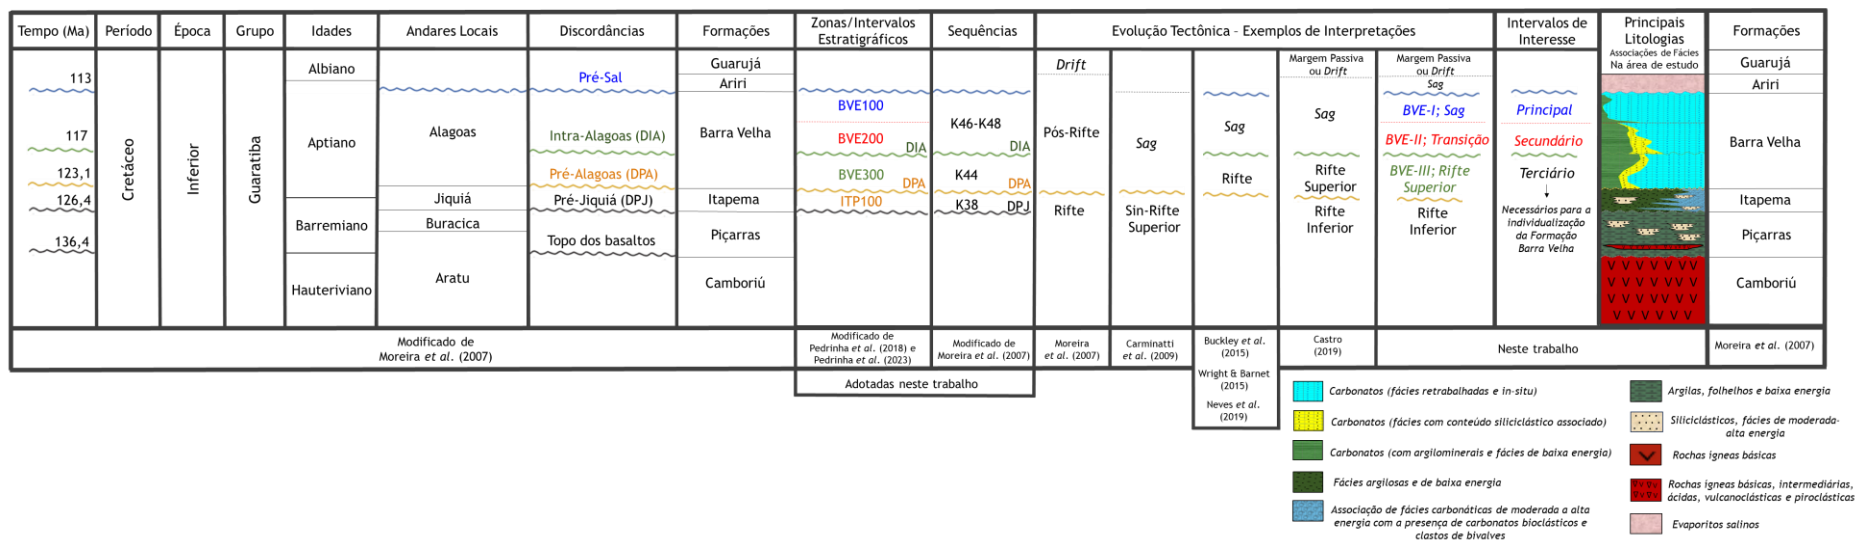 Tempo (Ma)
Período
Época
Grupo
Idades
Andares Locais
Discordâncias
Formações
Zonas/Intervalos
Estratigráficos
Sequências
Evolução Tectônica – Exemplos de Interpretações
Intervalos de
Interesse
Principais
Litologias
Associações de Fácies
Na área de estudo
Formações
113
117
123,1
126,4
136,4
Cretáceo
Inferior
Guaratiba
Albiano
Aptiano
Barremiano
Hauteriviano
Alagoas
Jiquiá
Buracica
Aratu
Pré-Sal
Intra-Alagoas (DIA)
Pré-Alagoas (DPA)
Pré-Jiquiá (DPJ)
Topo dos basaltos
Guarujá
Ariri
Barra Velha
Itapema
Piçarras
Camboriú
BVE100
BVE200
DIA
BVE300
DPA
ITP100
K46-K48
DIA
K44
DPA
K38
DPJ
Drift
Pós-Rifte
Rifte
Sag
Sin-Rifte
Superior
Sag
Rifte
Margem Passiva
ou Drift
Sag
Rifte
Superior
Rifte
Inferior
Margem Passiva
ou Drift
Sag
BVE-I; Sag
BVE-II; Transição
BVE-III; Rifte
Superior
Rifte
Inferior
Principal
Secundário
Terciário
Necessários para a
individualização
da Formação
Barra Velha
Guarujá
Ariri
Barra Velha
Itapema
Piçarras
Camboriú
Modificado de
Moreira et al. (2007)
Modificado de
Pedrinha et al. (2018) e
Pedrinha et al. (2023)
Modificado de
Moreira et al. (2007)
Moreira
et al. (2007)
Carminatti
et al. (2009)
Buckley et al.
(2015)
Wright & Barnet
(2015)
Neves et al.
(2019)
Castro
(2019)
Neste trabalho
Moreira et al. (2007)
Adotadas neste trabalho
Carbonatos (fácies retrabalhadas e in-situ)
Carbonatos (fácies com conteúdo siliciclástico associado)
Carbonatos (com argilominerais e fácies de baixa energia)
Fácies argilosas e de baixa energia
Associação de fácies carbonáticas de moderada a alta
energia com a presença de carbonatos bioclásticos e
clastos de bivalves
Argilas, folhelhos e baixa energia
Siliciclásticos, fácies de moderada-
alta energia
Rochas ígneas básicas
Rochas ígneas básicas, intermediárias,
ácidas, vulcanoclásticas e piroclásticas
Evaporitos salinos